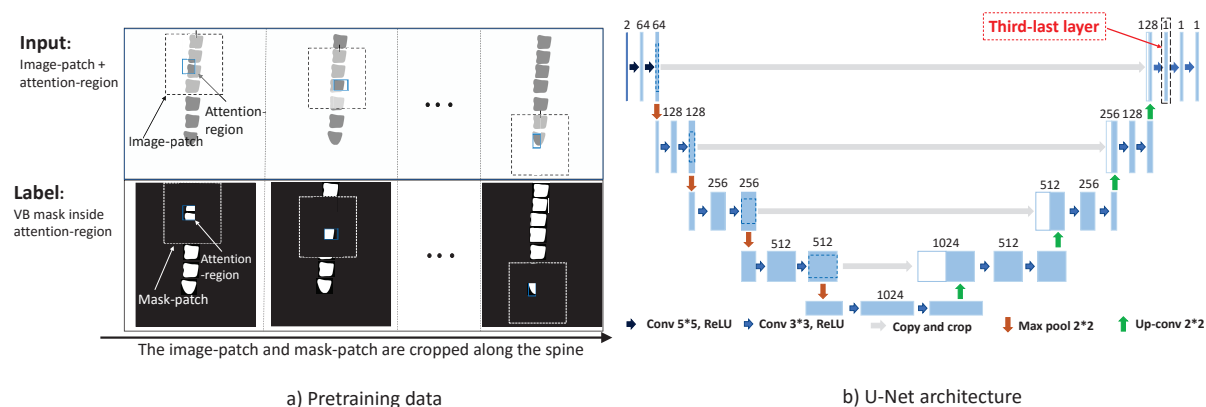 Input:
Image-patch +
attention-region
Attention-
region
Image-patch
• • •
Label:
VB mask inside
attention-region
Attention
-region
Mask-patch
• • •
The image-patch and mask-patch are cropped along the spine
a) Pretraining data
2 64 64
128 1 1 1
Third-last layer
128 128
256 128
256 256
512 256
512 512
1024 512
1024
Conv 5*5, ReLU
Conv 3*3, ReLU
Copy and crop
Max pool 2*2
Up-conv 2*2
b) U-Net architecture